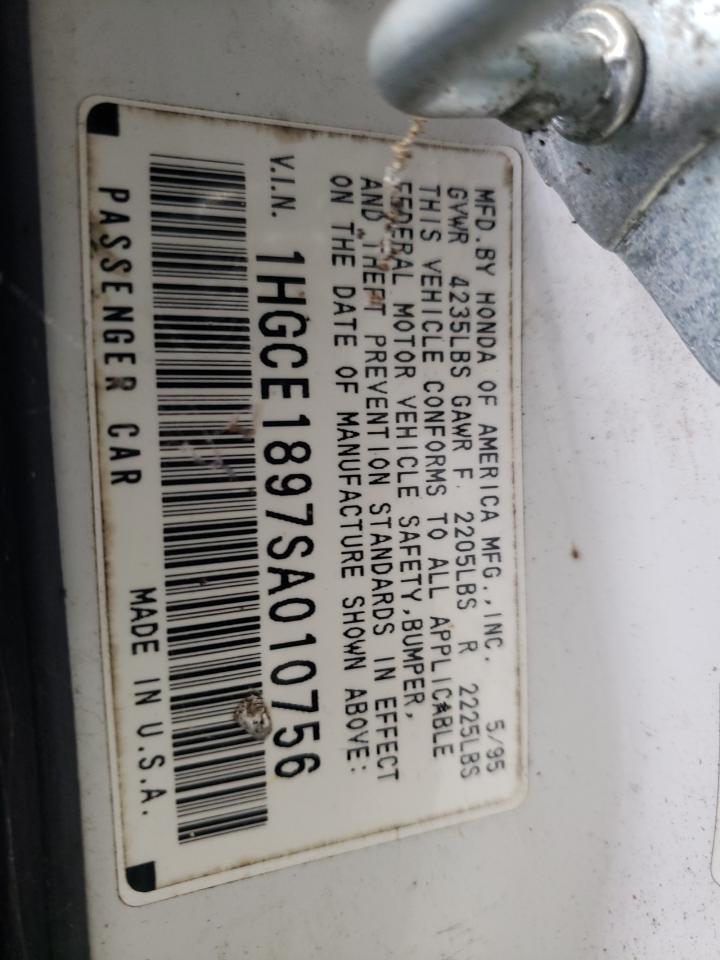 MFD. BY HONDA OF AMERICA MFG., INC. 5/95
GVWR 4235LBS GAWR F. 2205LBS R 2225LBS
THIS VEHICLE CONFORMS TO ALL APPLICABLE
FEDERAL MOTOR VEHICLE SAFETY, BUMPER,
AND THEFT PREVENTION STANDARDS IN EFFECT
ON THE DATE OF MANUFACTURE SHOWN ABOVE:
V.I.N. 1HGCE1897SA010756
PASSENGER CAR MADE IN U.S.A.